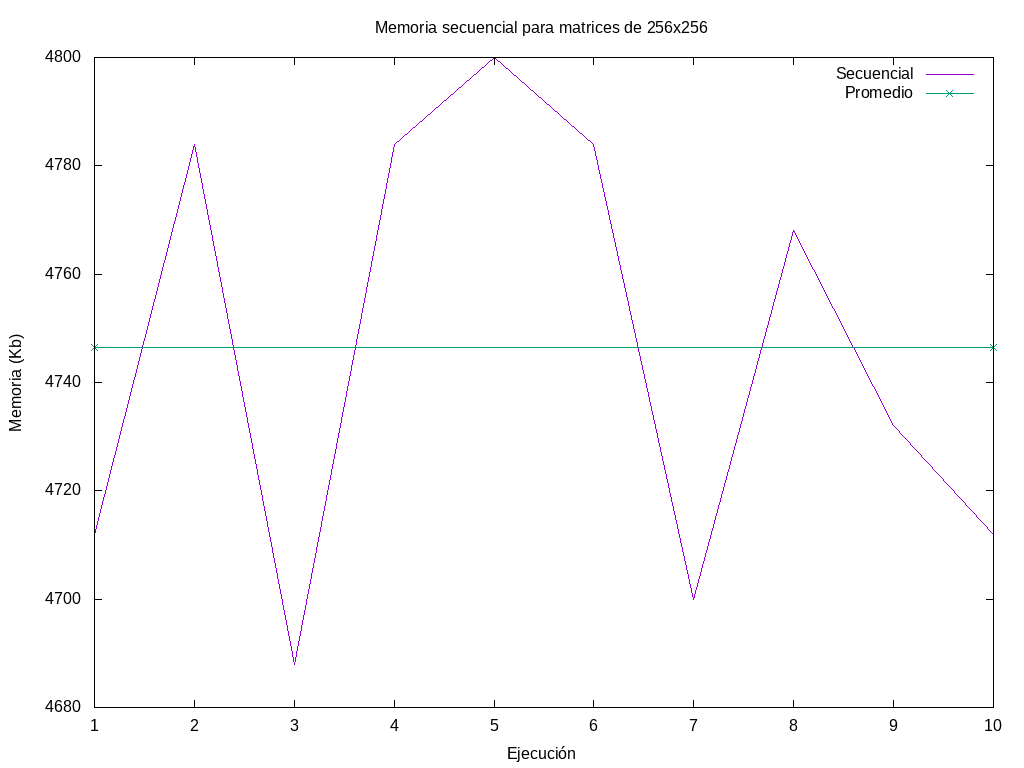 Memoria secuencial para matrices de 256x256
Secuencial
Promedio
4800
4780
4760
4740
4720
4700
4680
Memoria (Kb)
1 2 3 4 5 6 7 8 9 10
Ejecución